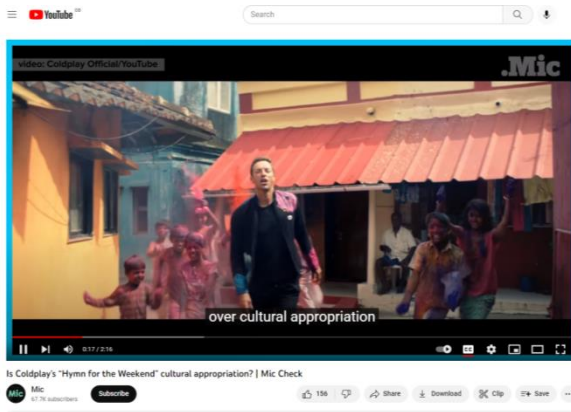 YouTube
Search
video: Coldplay Official/YouTube
.Mic
over cultural appropriation
0:17 / 2:16
Is Coldplay's "Hymn for the Weekend" cultural appropriation? | Mic Check
Mic
Mic
67.7K subscribers
Subscribe
156
Share
Download
Clip
Save